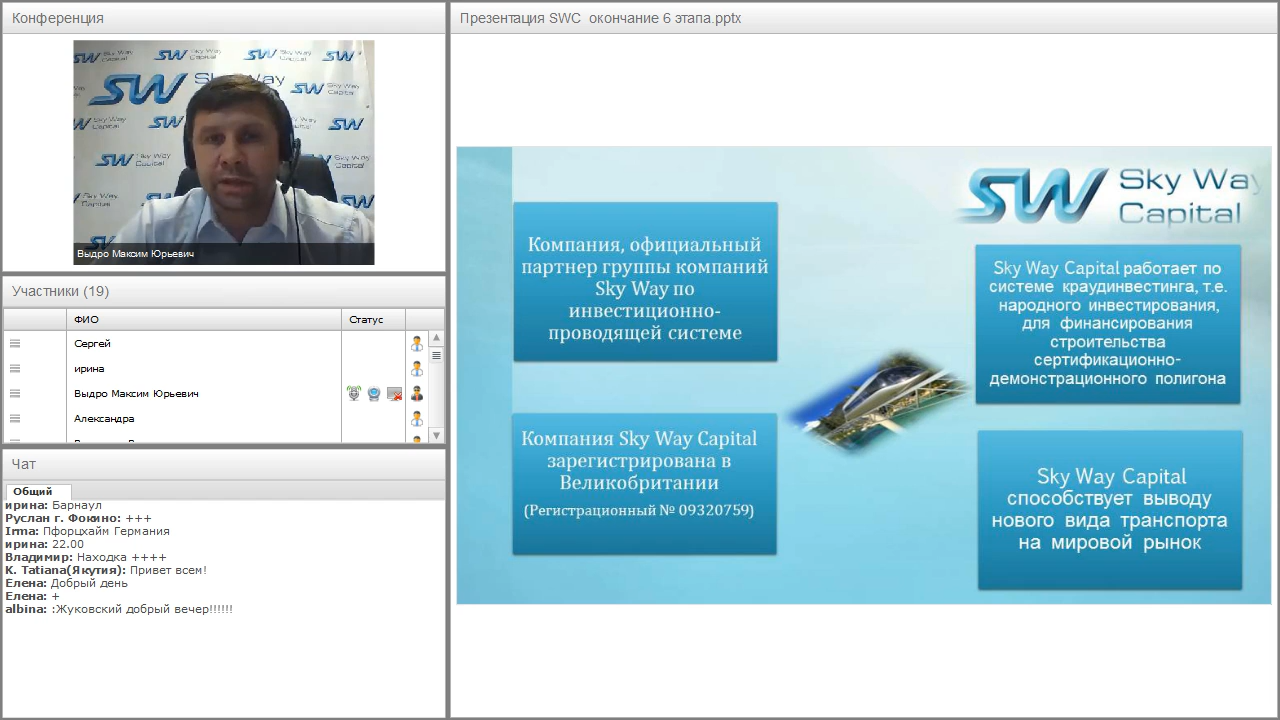 Конференция
SW Sky Way Capital
Выдро Максим Юрьевич
Участники (19)
ФИО
Статус
Сергей
ирина
Выдро Максим Юрьевич
Александра
Чат
Общий
ирина: Барнаул
Руслан г. Фокино: +++
Irma: Пфорцхайм Германия
ирина: 22.00
Владимир: Находка ++++
K. Tatiana(Якутия): Привет всем!
Елена: Добрый день
Елена: +
albina: :Жуковский добрый вечер!!!!!!
Презентация SWC окончание 6 этапа.pptx
SW Sky Way
Capital
Компания, официальный
партнер группы компаний
Sky Way по
инвестиционно-
проводящей системе
Sky Way Capital работает по
системе краудинвестинга, т.е.
народного инвестирования,
для финансирования
строительства
сертификационно-
демонстрационного полигона
Компания Sky Way Capital
зарегистрирована в
Великобритании
(Регистрационный № 09320759)
Sky Way Capital
способствует выводу
нового вида транспорта
на мировой рынок